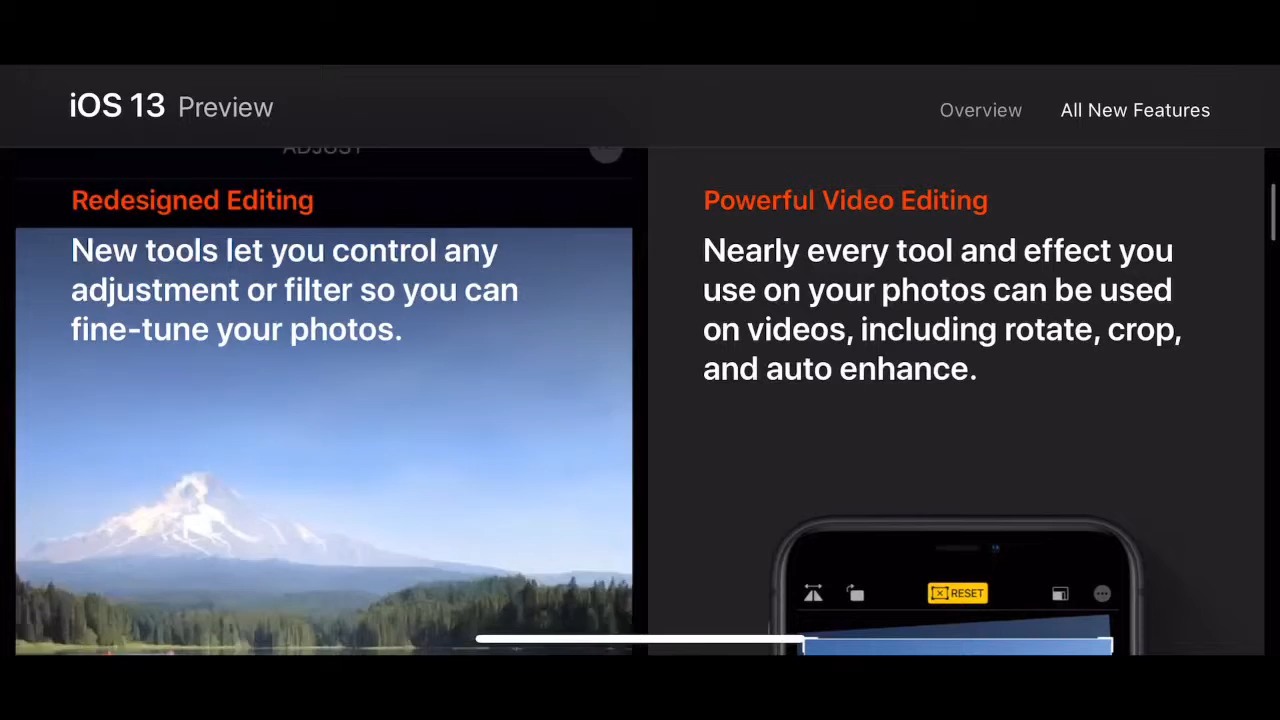 iOS 13 Preview
Overview
All New Features
ADJUST
Redesigned Editing
New tools let you control any
adjustment or filter so you can
fine-tune your photos.
Powerful Video Editing
Nearly every tool and effect you
use on your photos can be used
on videos, including rotate, crop,
and auto enhance.
RESET